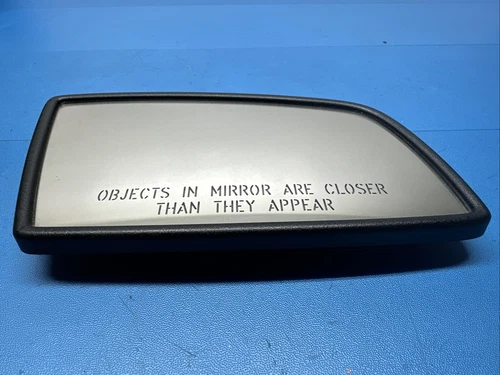 OBJECTS IN MIRROR ARE CLOSER
THAN THEY APPEAR